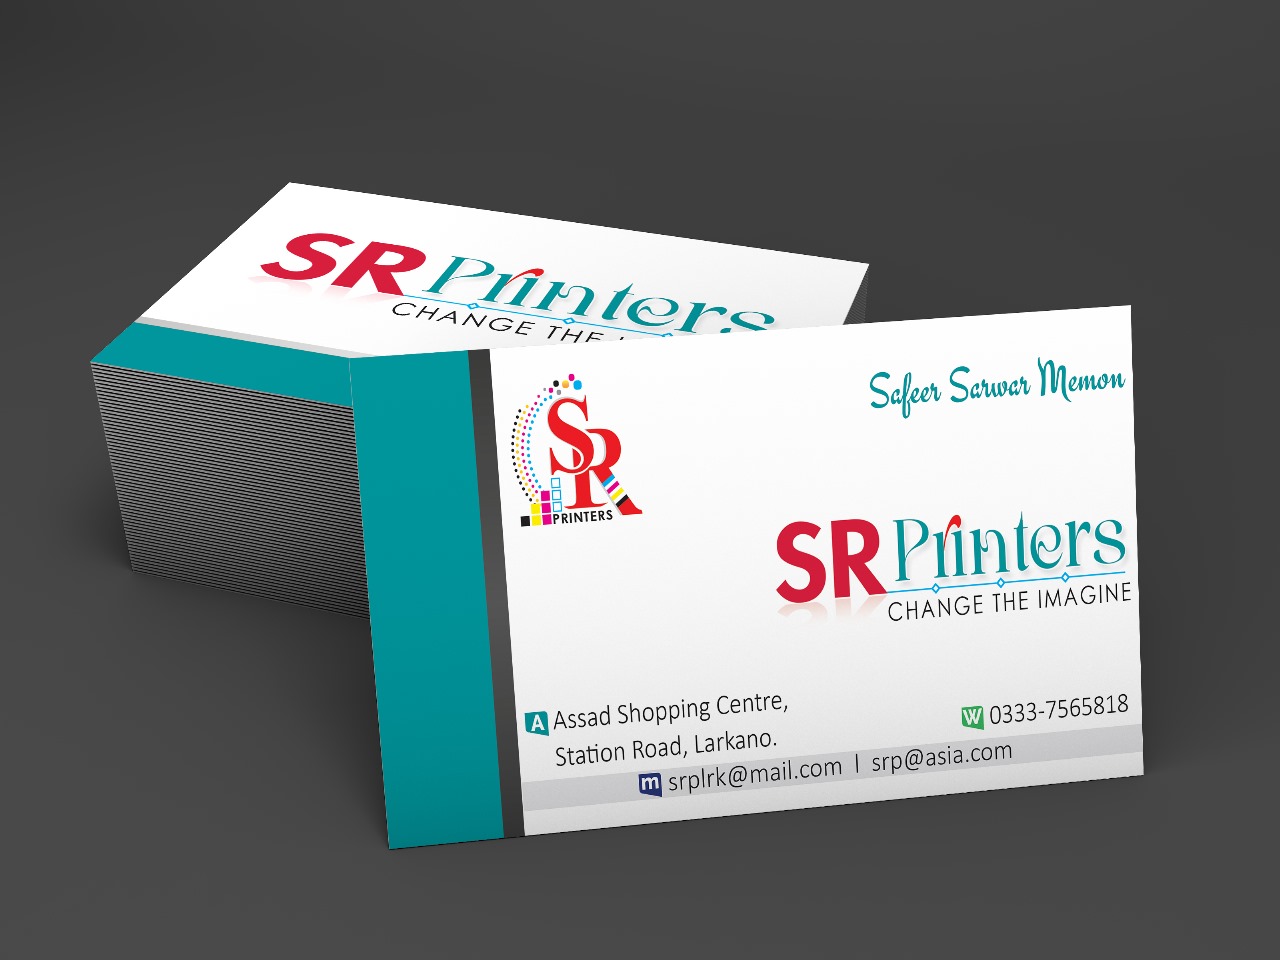 SR Printers
CHANGE THE
SR
PRINTERS
Safeer Sarwar Memon
SR Printers
CHANGE THE IMAGINE
A Assad Shopping Centre,
Station Road, Larkano.
W 0333-7565818
m srplrk@mail.com | srp@asia.com